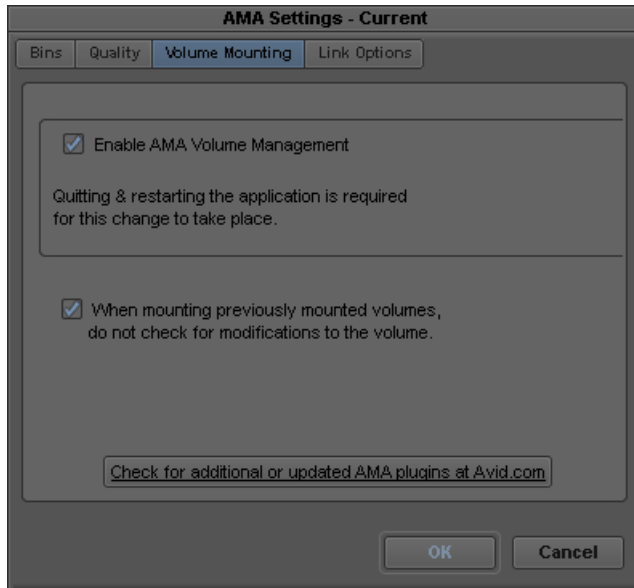 AMA Settings - Current
Bins
Quality
Volume Mounting
Link Options
Enable AMA Volume Management
Quitting & restarting the application is required
for this change to take place.
When mounting previously mounted volumes,
do not check for modifications to the volume.
Check for additional or updated AMA plugins at Avid.com
OK
Cancel